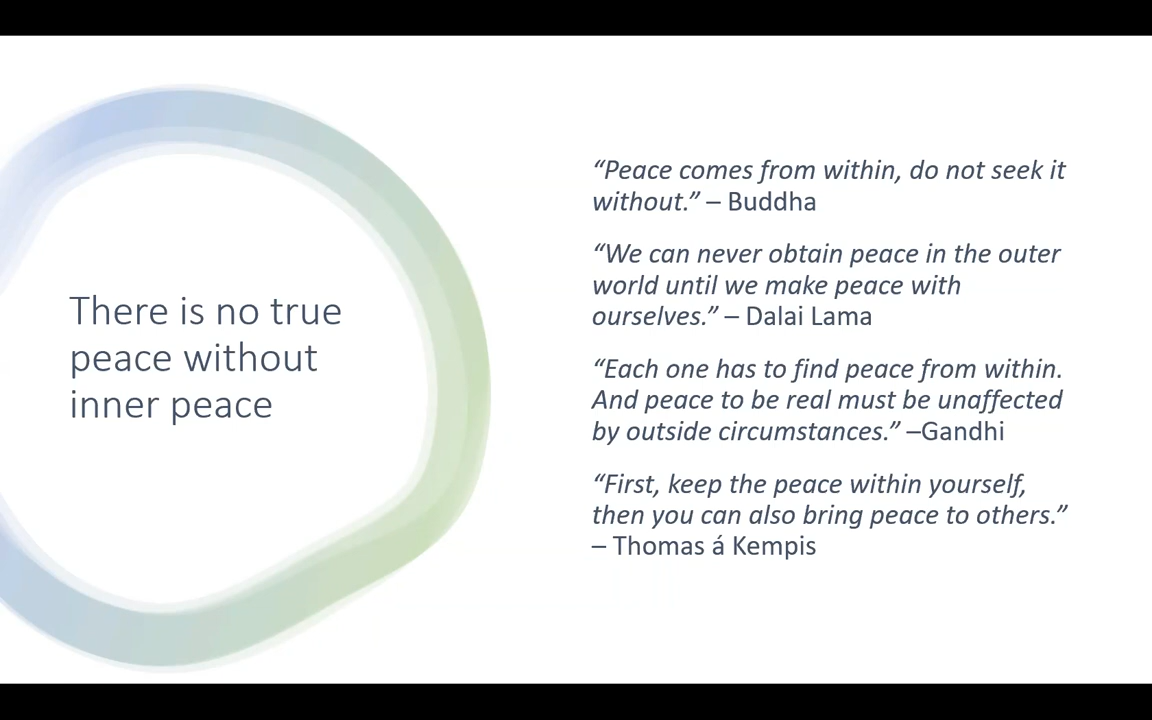 There is no true
peace without
inner peace
“Peace comes from within, do not seek it
without.” – Buddha
“We can never obtain peace in the outer
world until we make peace with
ourselves.” – Dalai Lama
“Each one has to find peace from within.
And peace to be real must be unaffected
by outside circumstances.” –Gandhi
“First, keep the peace within yourself,
then you can also bring peace to others.”
– Thomas á Kempis